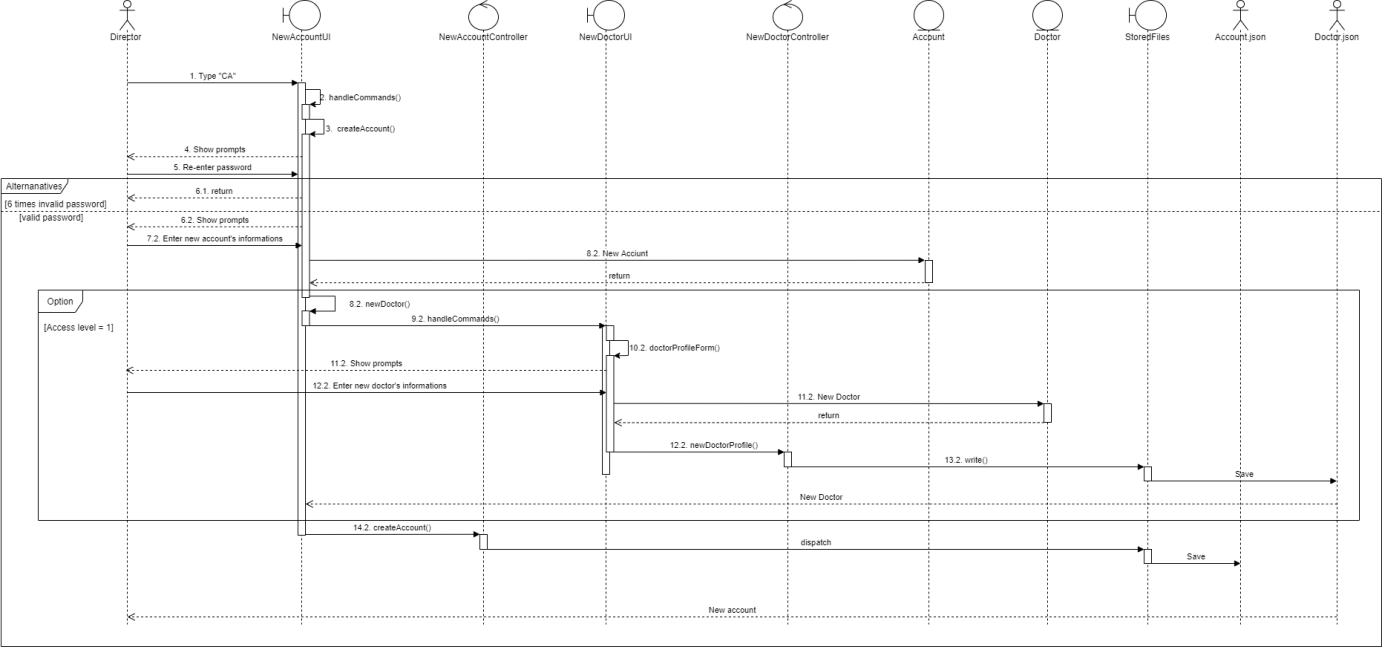 Director
NewAccountUI
NewAccountController
NewDoctorUI
NewDoctorController
Account
Doctor
StoredFiles
Account.json
Doctor.json
1. Type "CA"
2. handleCommands()
3. createAccount()
4. Show prompts
5. Re-enter password
Alternanatives
6.1. return
[6 times invalid password]
[valid password]
6.2. Show prompts
7.2. Enter new account's informations
8.2. New Acciunt
return
Option
8.2. newDoctor()
[Access level = 1]
9.2. handleCommands()
10.2. doctorProfileForm()
11.2. Show prompts
12.2. Enter new doctor's informations
11.2. New Doctor
return
12.2. newDoctorProfile()
13.2. write()
Save
New Doctor
14.2. createAccount()
dispatch
Save
New account